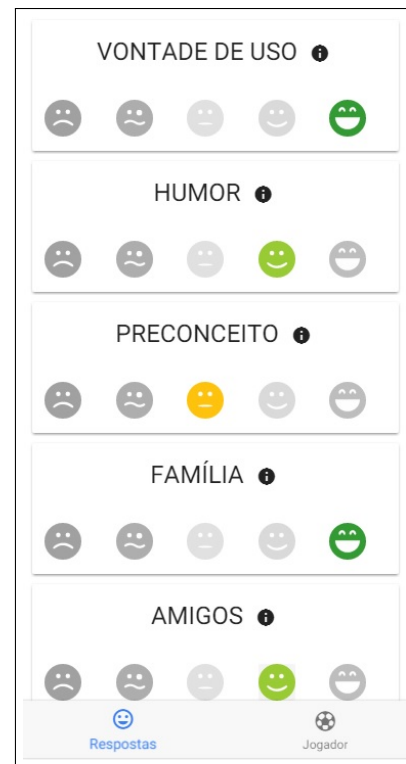 VONTADE DE USO
HUMOR
PRECONCEITO
FAMÍLIA
AMIGOS
Respostas
Jogador